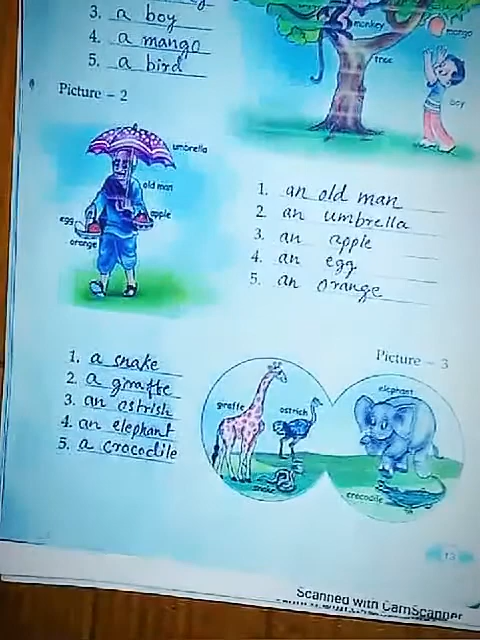 3. a boy
4. a mango
5. a bird
monkey
mango
tree
boy
Picture – 2
umbrella
old man
apple
egg
orange
1. an old man
2 an umbrella
3. an apple
4. an egg
5. an orange
1. a snake
2. a giraffe
3. an ostrish
4. an elephant
5. a crocodile
Picture – 3
giraffe
ostrich
snake
elephant
crocodile
13
Scanned with CamScanner